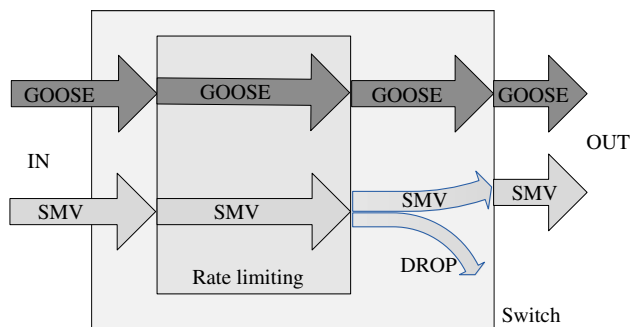 GOOSE GOOSE GOOSE GOOSE
IN
OUT
SMV SMV SMV SMV
DROP
Rate limiting
Switch